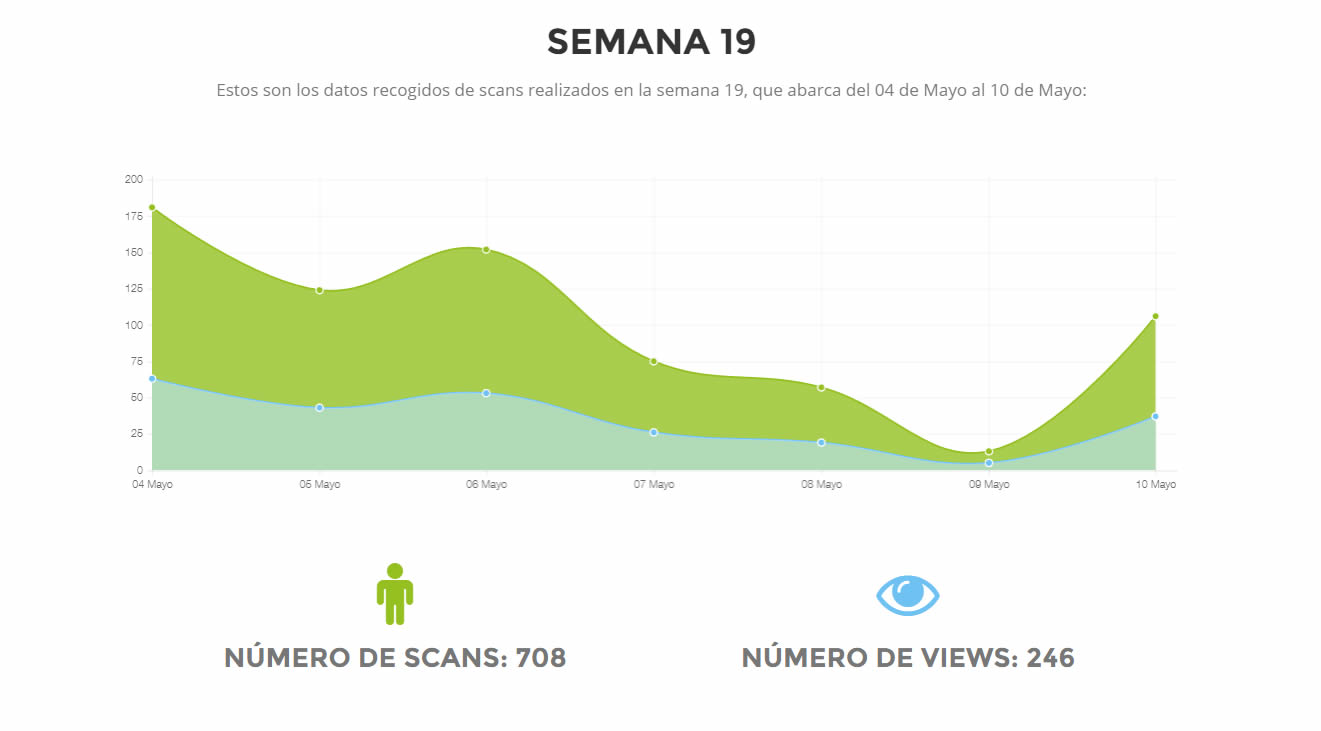 SEMANA 19
Estos son los datos recogidos de scans realizados en la semana 19, que abarca del 04 de Mayo al 10 de Mayo:
200
175
150
125
100
75
50
25
0
04 Mayo 05 Mayo 06 Mayo 07 Mayo 08 Mayo 09 Mayo 10 Mayo
NÚMERO DE SCANS: 708 NÚMERO DE VIEWS: 246